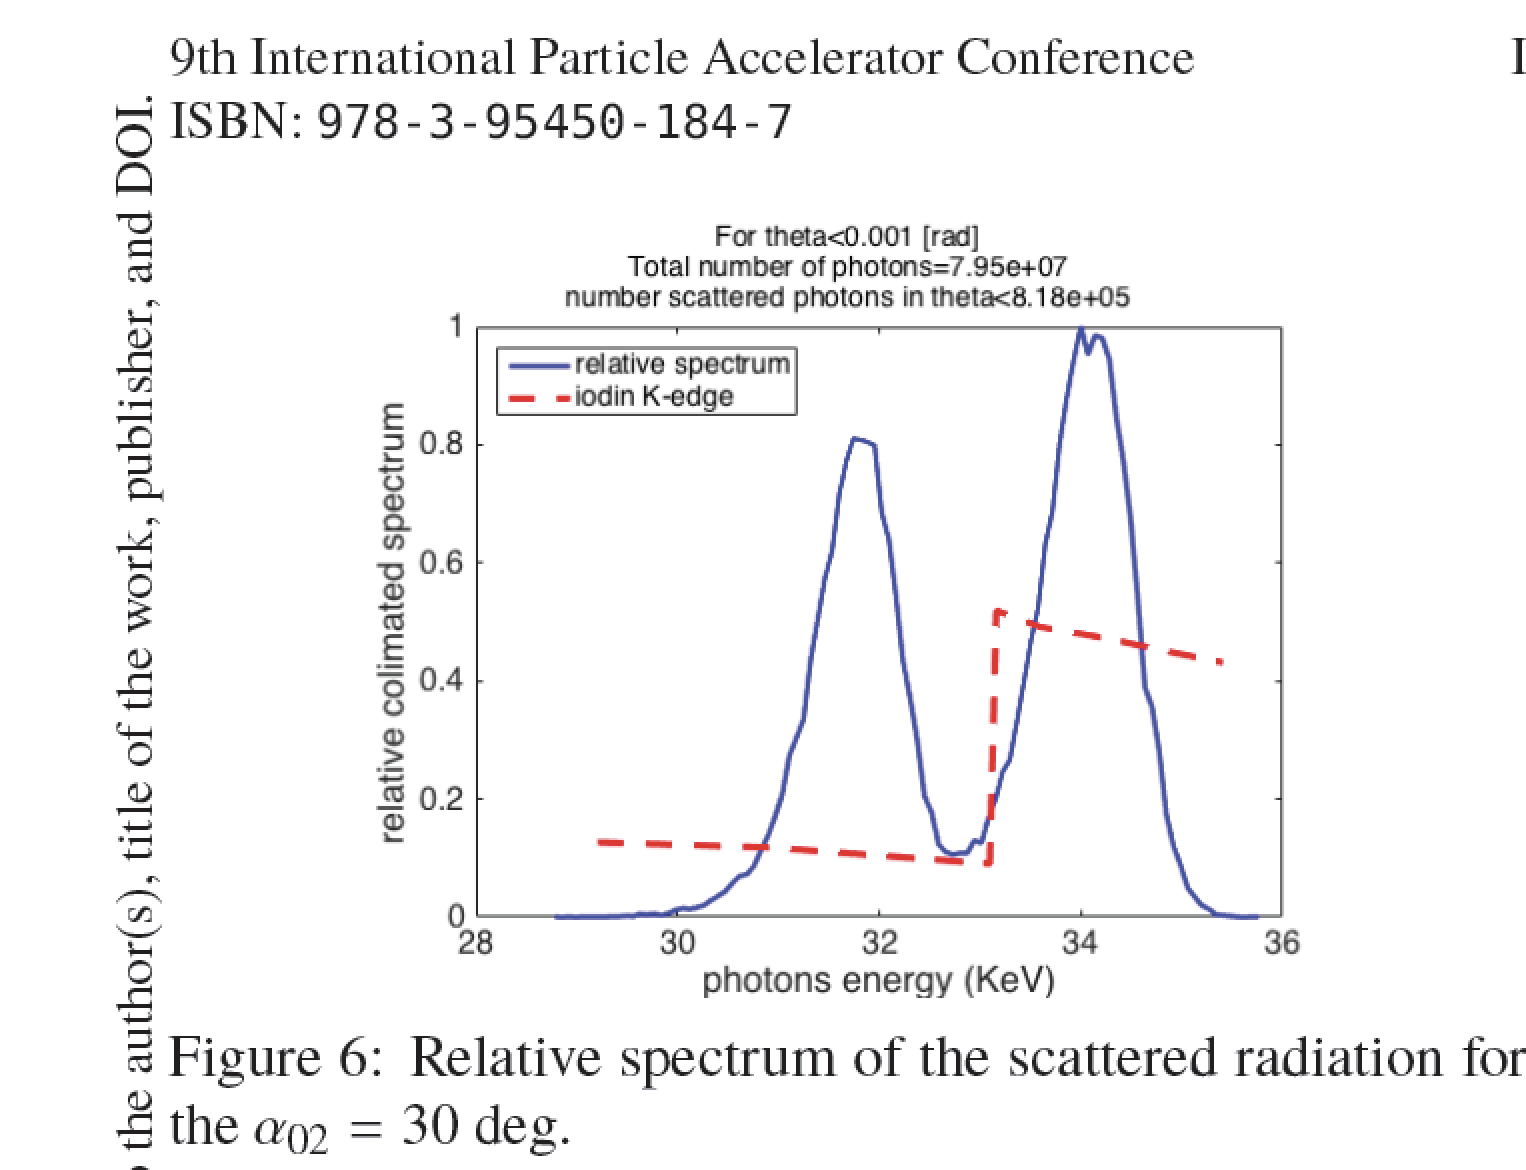 9th International Particle Accelerator Conference
ISBN: 978-3-95450-184-7
the author(s), title of the work, publisher, and DOI.
For theta<0.001 [rad]
Total number of photons=7.95e+07
number scattered photons in theta<8.18e+05
relative spectrum
iodin K-edge
relative colimated spectrum
1
0.8
0.6
0.4
0.2
0
28 30 32 34 36
photons energy (KeV)
Figure 6: Relative spectrum of the scattered radiation for
the α02 = 30 deg.